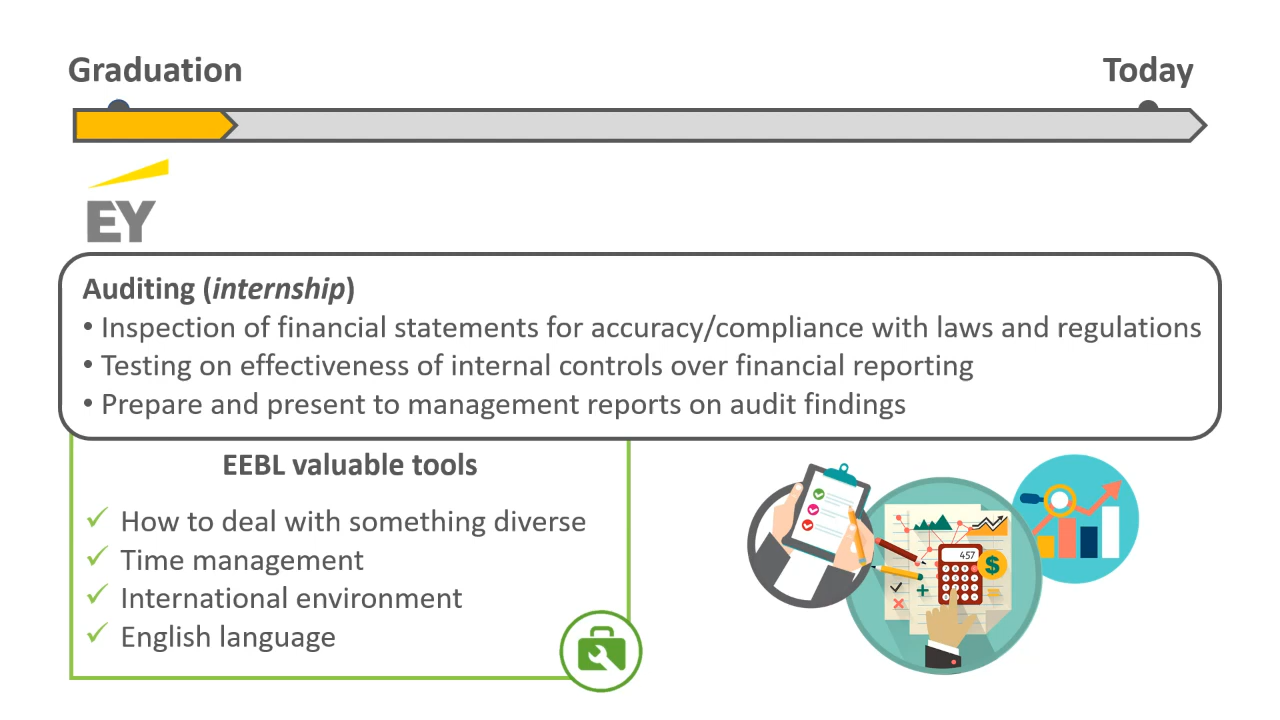 Graduation
Today
EY
Auditing (internship)
• Inspection of financial statements for accuracy/compliance with laws and regulations
• Testing on effectiveness of internal controls over financial reporting
• Prepare and present to management reports on audit findings
EEBL valuable tools
✓ How to deal with something diverse
✓ Time management
✓ International environment
✓ English language
457
$